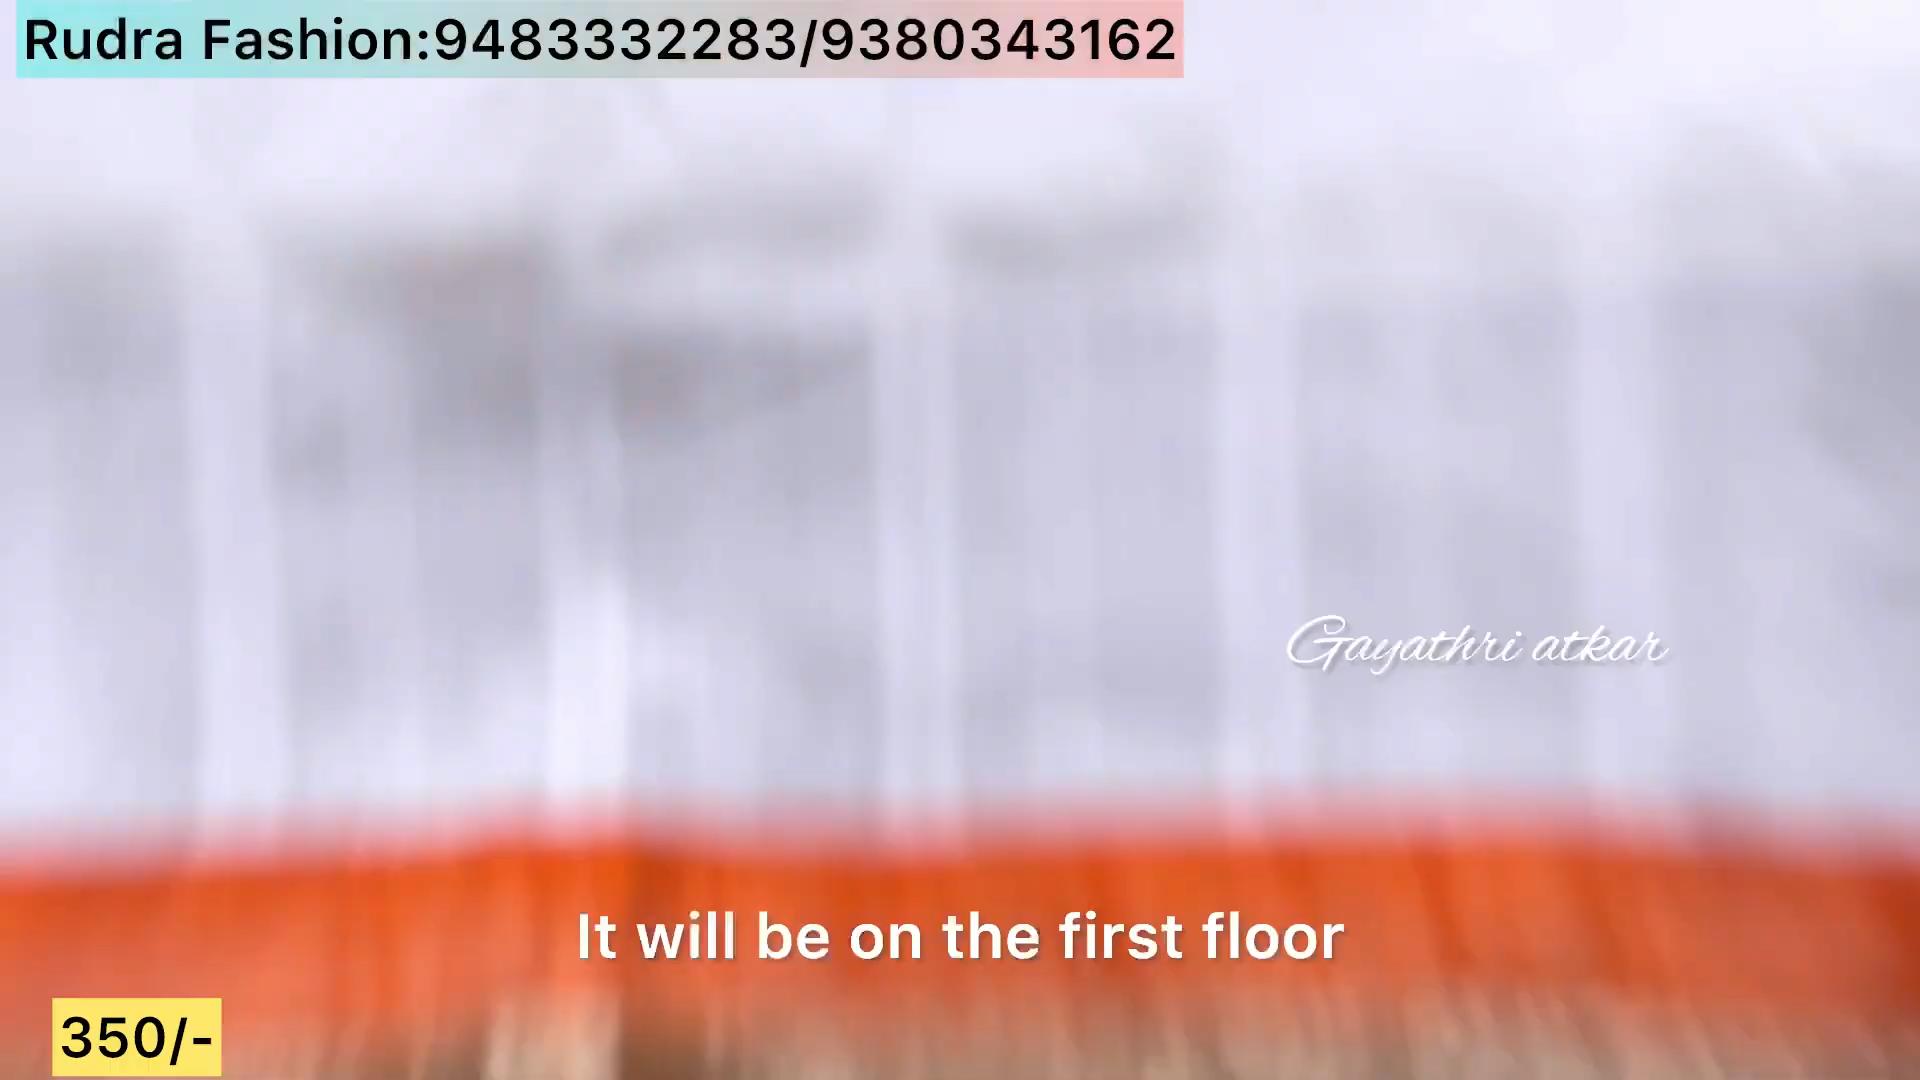 Rudra Fashion:9483332283/9380343162
Gayathri atkar
It will be on the first floor
350/-